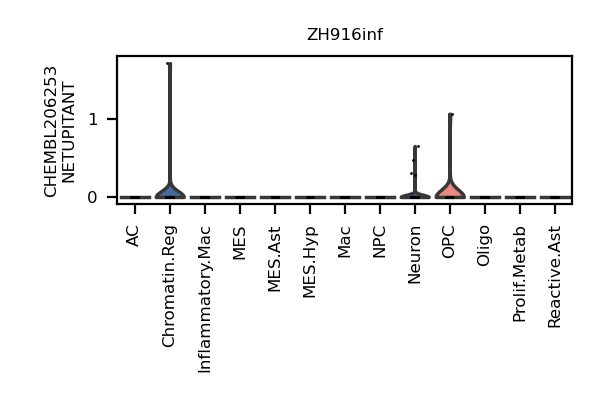 ZH916inf
CHEMBL206253
NETUPITANT
1
0
AC
Chromatin.Reg
Inflammatory.Mac
MES
MES.Ast
MES.Hyp
Mac
NPC
Neuron
OPC
Oligo
Prolif.Metab
Reactive.Ast